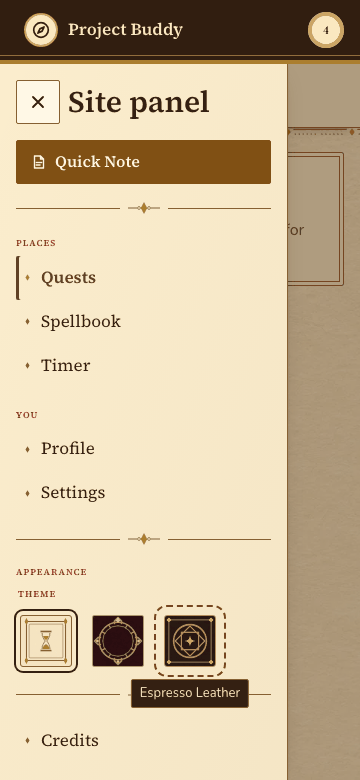 Project Buddy
4
Site panel
Quick Note
PLACES
Quests
for
Spellbook
Timer
YOU
Profile
Settings
APPEARANCE
THEME
Espresso Leather
Credits